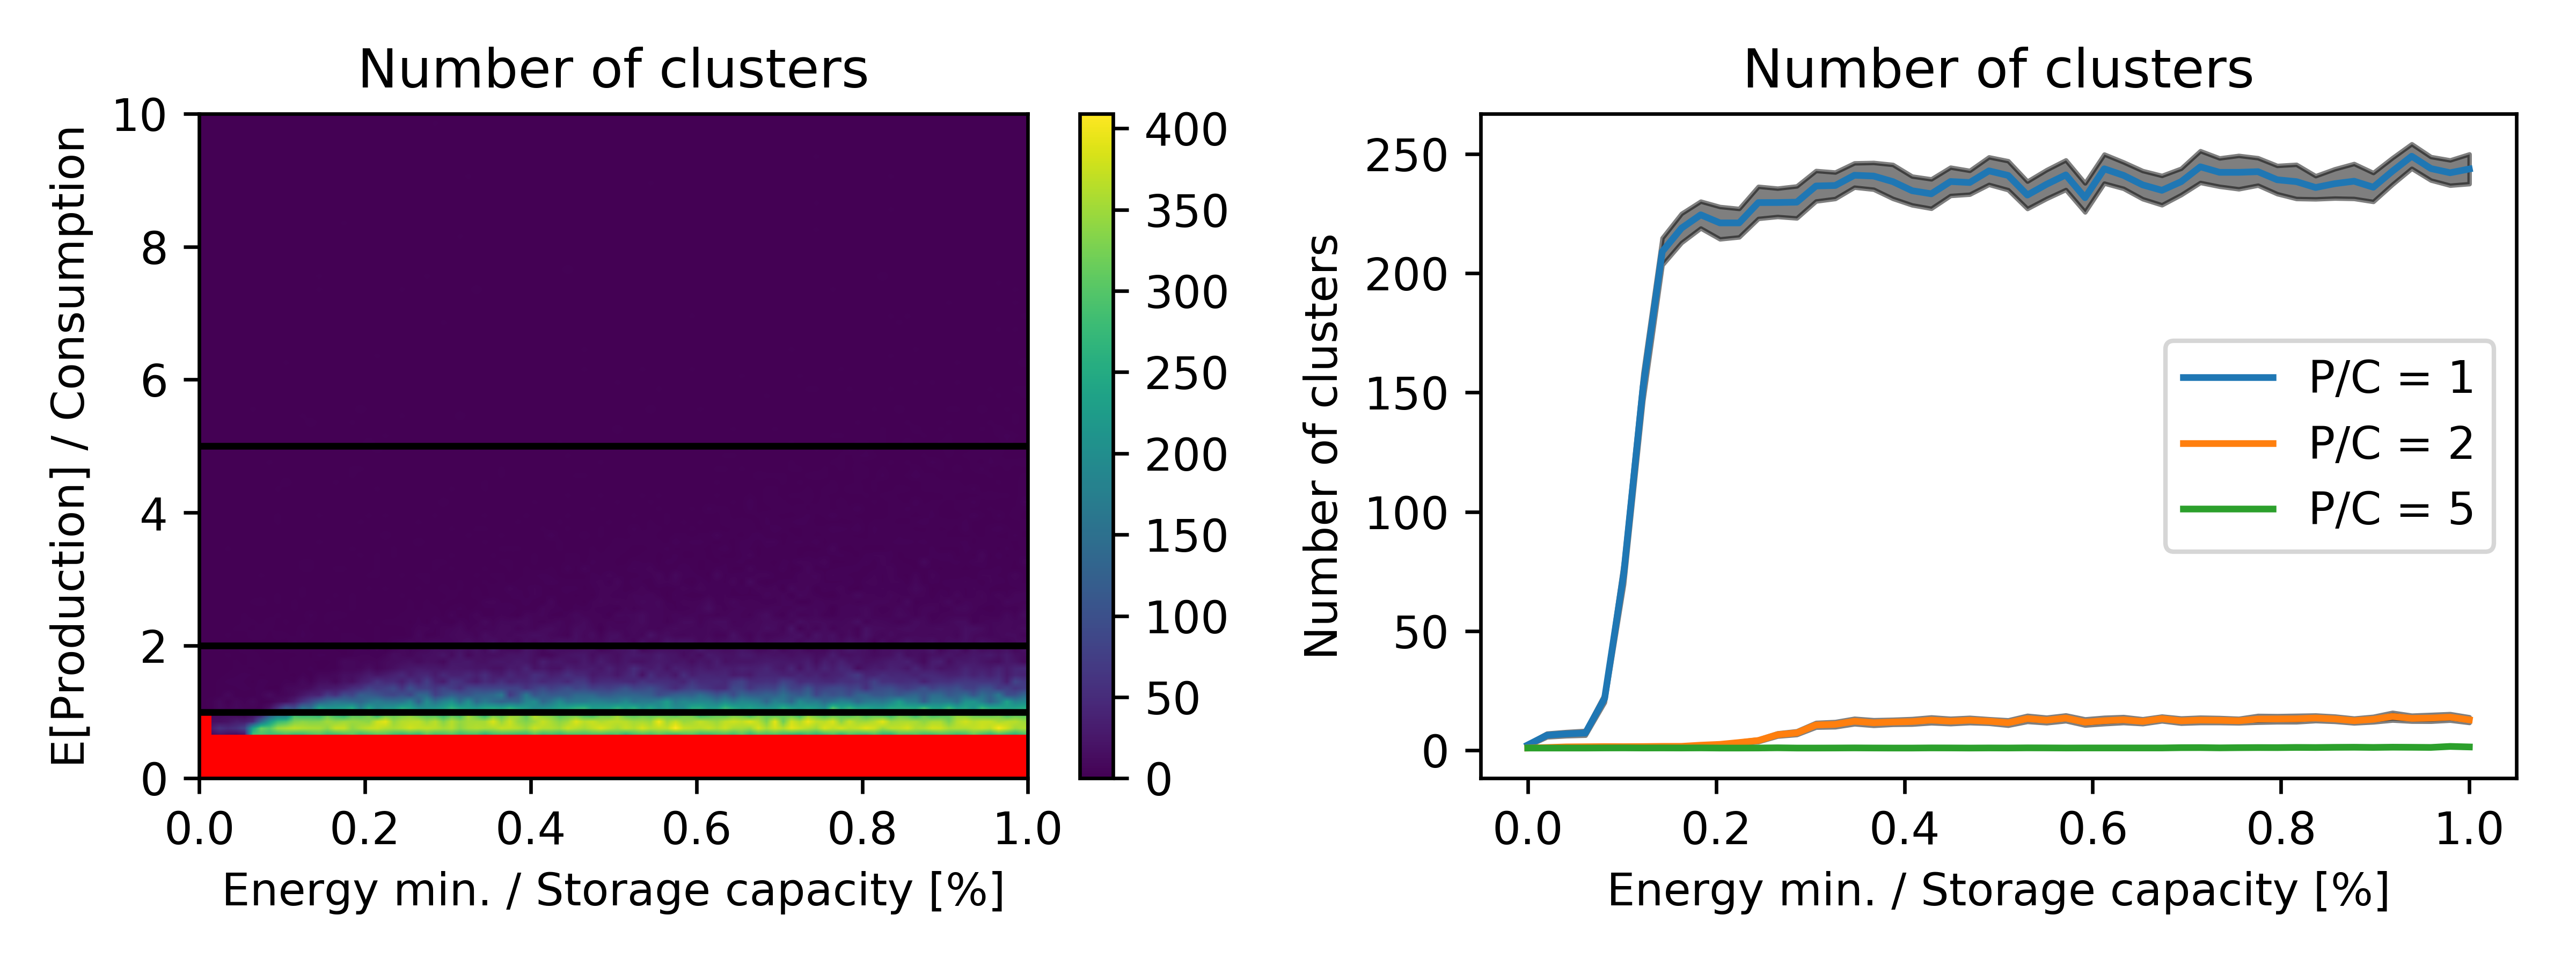 Number of clusters
E[Production] / Consumption
10
8
6
4
2
0
0.0 0.2 0.4 0.6 0.8 1.0
Energy min. / Storage capacity [%]
400
350
300
250
200
150
100
50
0
Number of clusters
Number of clusters
250
200
150
100
50
0
P/C = 1
P/C = 2
P/C = 5
0.0 0.2 0.4 0.6 0.8 1.0
Energy min. / Storage capacity [%]